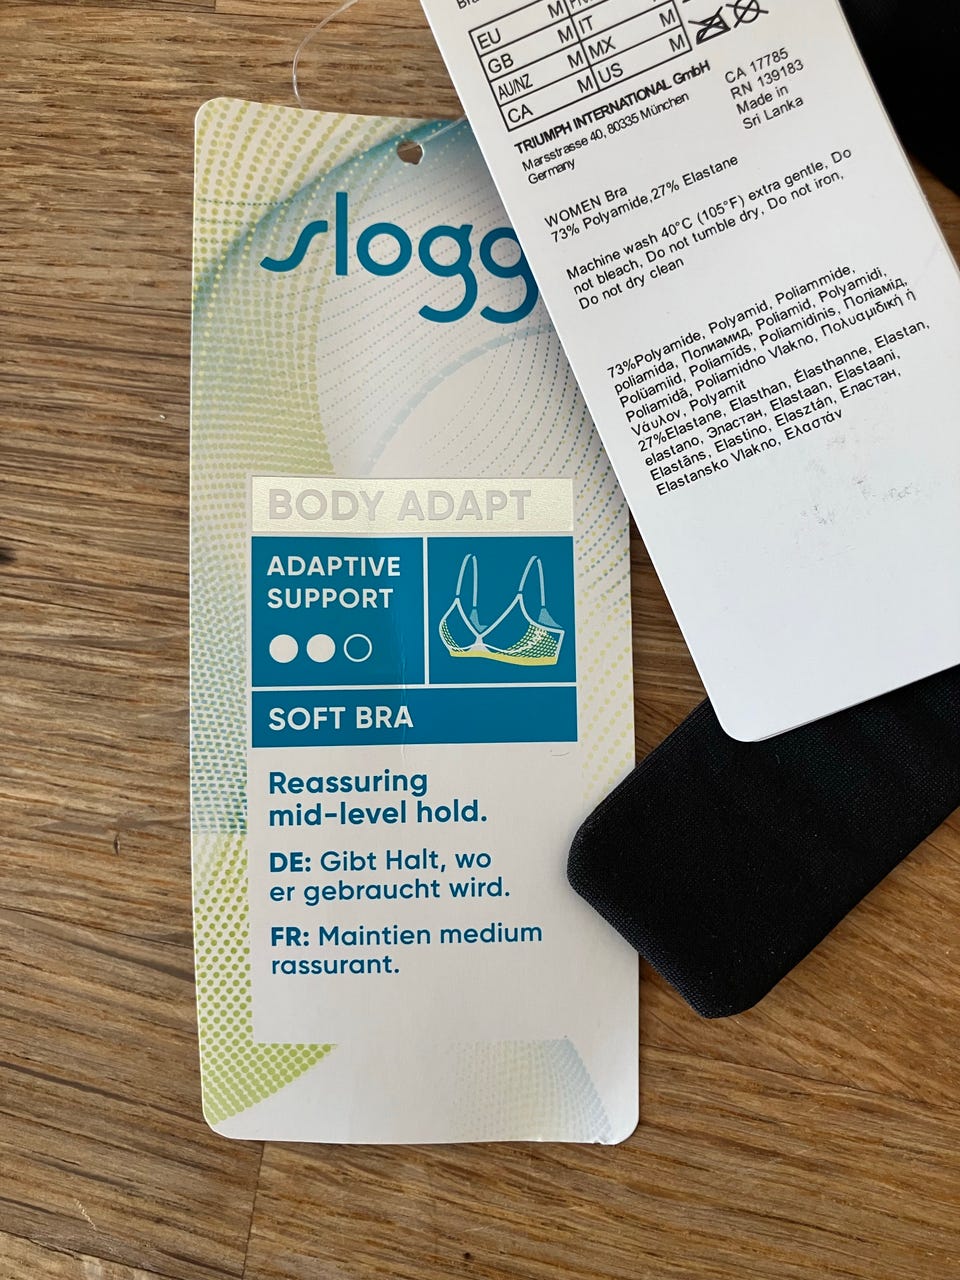 slogg
BODY ADAPT
ADAPTIVE
SUPPORT
SOFT BRA
Reassuring
mid-level hold.
DE: Gibt Halt, wo
er gebraucht wird.
FR: Maintien medium
rassurant.
EU M
GB M IT M
AU/NZ M MX M
CA M US M
TRIUMPH INTERNATIONAL GmbH
Marsstrasse 40, 80335 München
Germany
CA 17785
RN 139183
Made in
Sri Lanka
WOMEN Bra
73% Polyamide,27% Elastane
Machine wash 40°C (105°F) extra gentle, Do
not bleach, Do not tumble dry, Do not iron,
Do not dry clean
73%Polyamide, Polyamid, Poliammide,
poliamida, Полиамид, Poliamid, Polyamidi,
Polüamiid, Poliamids, Poliamidinis, Поліамід,
Poliamidă, Poliamidno Vlakno, Πολυαμιδική ή
Νάυλον, Polyamit
27%Elastane, Elasthan, Élasthanne, Elastan,
elastano, Эластан, Elastaan, Elastaani,
Elastāns, Elastino, Elasztán, Еластан,
Elastansko Vlakno, Ελαστάν